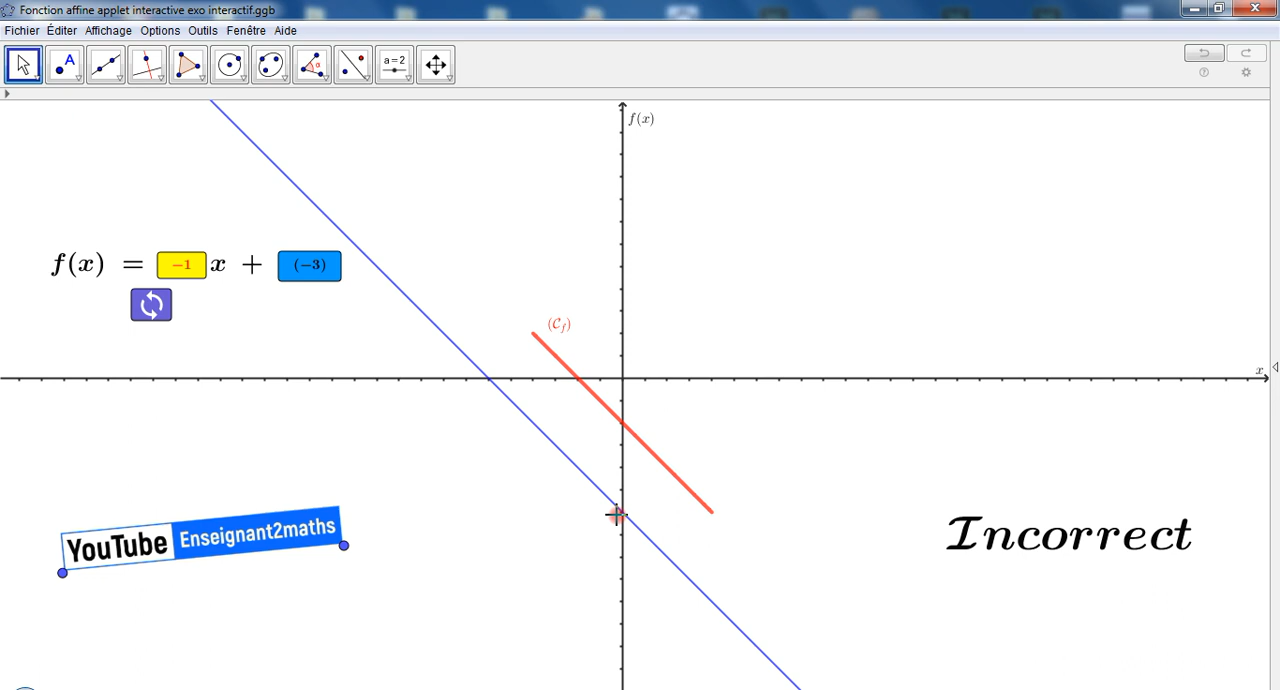 Fonction affine applet interactive exo interactif.ggb
Fichier Éditer Affichage Options Outils Fenêtre Aide
A α a=2
f(x)
f(x) = -1 x + (-3)
(C_f)
x
YouTube Enseignant2maths
Incorrect